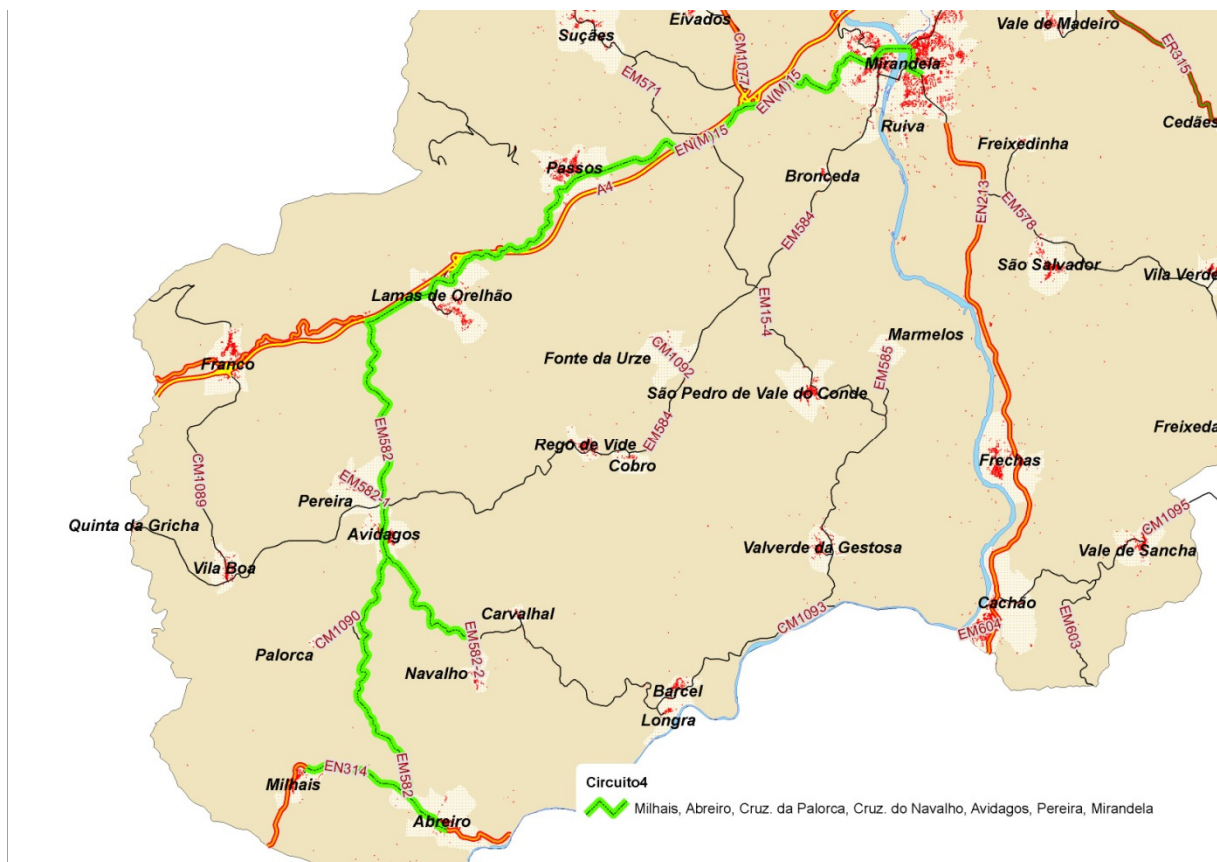 Eivados
Vale de Madeiro
Suções
CM107-7
ER315
Mirandela
EM571
EN(M)15
Cedães
Ruiva
EN(M)15
Freixedinha
Passos
Bronceda
A4
EN213
EM578
EM584
São Salvador
Vila Verde
Lamas de Orelhão
EM15-4
Marmelos
Franco
Fonte da Urze
CM1092
EM585
São Pedro de Vale do Conde
EM582
Freixeda
Rego de Vide
EM584
Cobro
Frechas
CM1089
EM582-1
Pereira
Quinta da Gricha
Avidagos
CM1095
Valverde da Gestosa
Vale de Sancha
Vila Boa
Carvalhal
CM1093
Cachão
CM1090
EM604
EM603
Palorca
EM582-2
Navalho
Barcel
Longra
EN314
EM582
Milhais
Abreiro
Circuito4
Milhais, Abreiro, Cruz. da Palorca, Cruz. do Navalho, Avidagos, Pereira, Mirandela